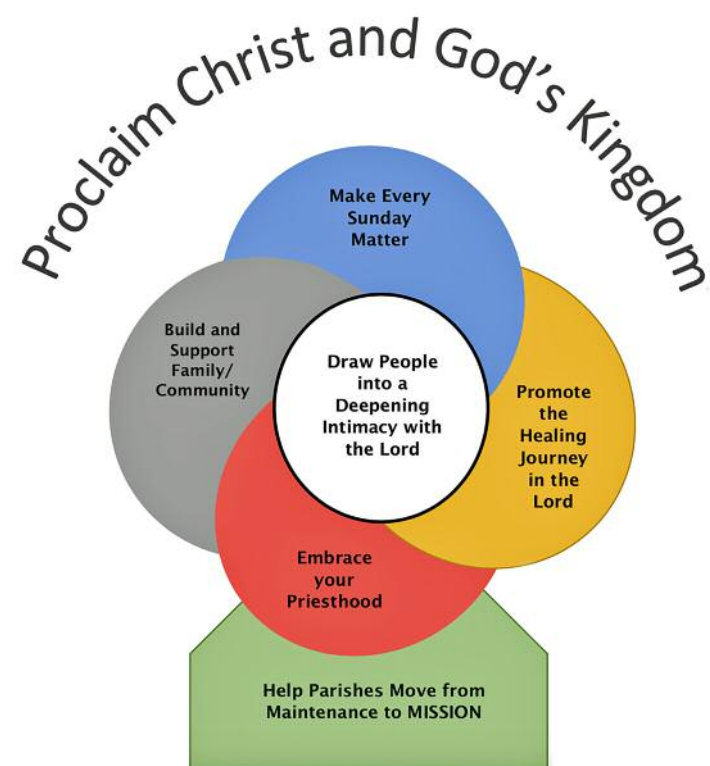 Proclaim Christ and God's Kingdom
Make Every
Sunday
Matter
Build and
Support
Family/
Community
Draw People
into a
Deepening
Intimacy with
the Lord
Promote
the
Healing
Journey
in the
Lord
Embrace
your
Priesthood
Help Parishes Move from
Maintenance to MISSION